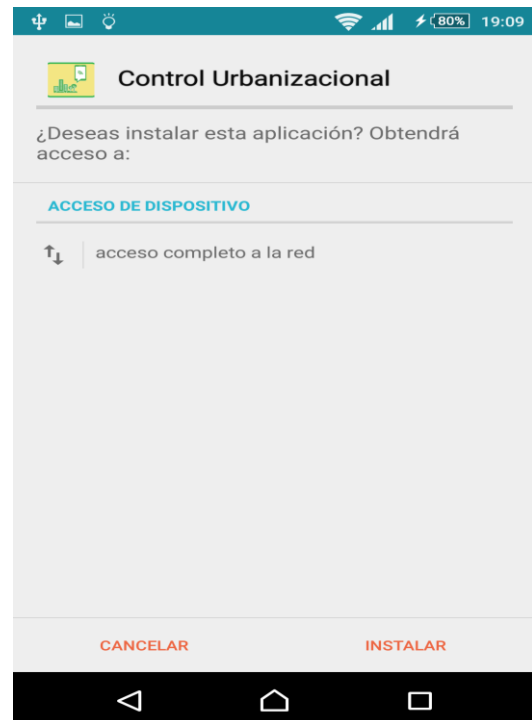 80% 19:09
Control Urbanizacional
¿Deseas instalar esta aplicación? Obtendrá
acceso a:
ACCESO DE DISPOSITIVO
acceso completo a la red
CANCELAR INSTALAR